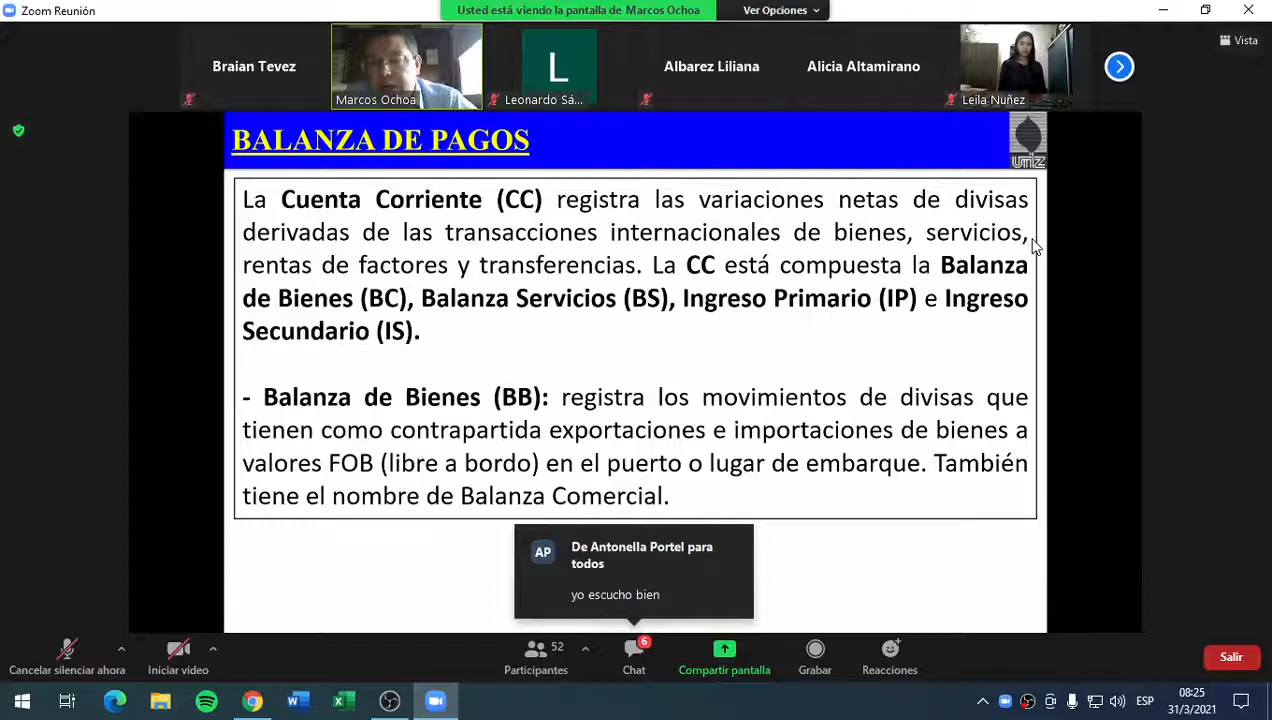 Zoom Reunión
Usted está viendo la pantalla de Marcos Ochoa
Ver Opciones
Vista
Braian Tevez
Marcos Ochoa
L
Leonardo Sá...
Albarez Liliana
Alicia Altamirano
Leila Nuñez
BALANZA DE PAGOS
UNLZ
La Cuenta Corriente (CC) registra las variaciones netas de divisas
derivadas de las transacciones internacionales de bienes, servicios,
rentas de factores y transferencias. La CC está compuesta la Balanza
de Bienes (BC), Balanza Servicios (BS), Ingreso Primario (IP) e Ingreso
Secundario (IS).
- Balanza de Bienes (BB): registra los movimientos de divisas que
tienen como contrapartida exportaciones e importaciones de bienes a
valores FOB (libre a bordo) en el puerto o lugar de embarque. También
tiene el nombre de Balanza Comercial.
AP
De Antonella Portel para
todos
yo escucho bien
Cancelar silenciar ahora
Iniciar video
52
Participantes
6
Chat
Compartir pantalla
Grabar
Reacciones
Salir
ESP
08:25
31/3/2021